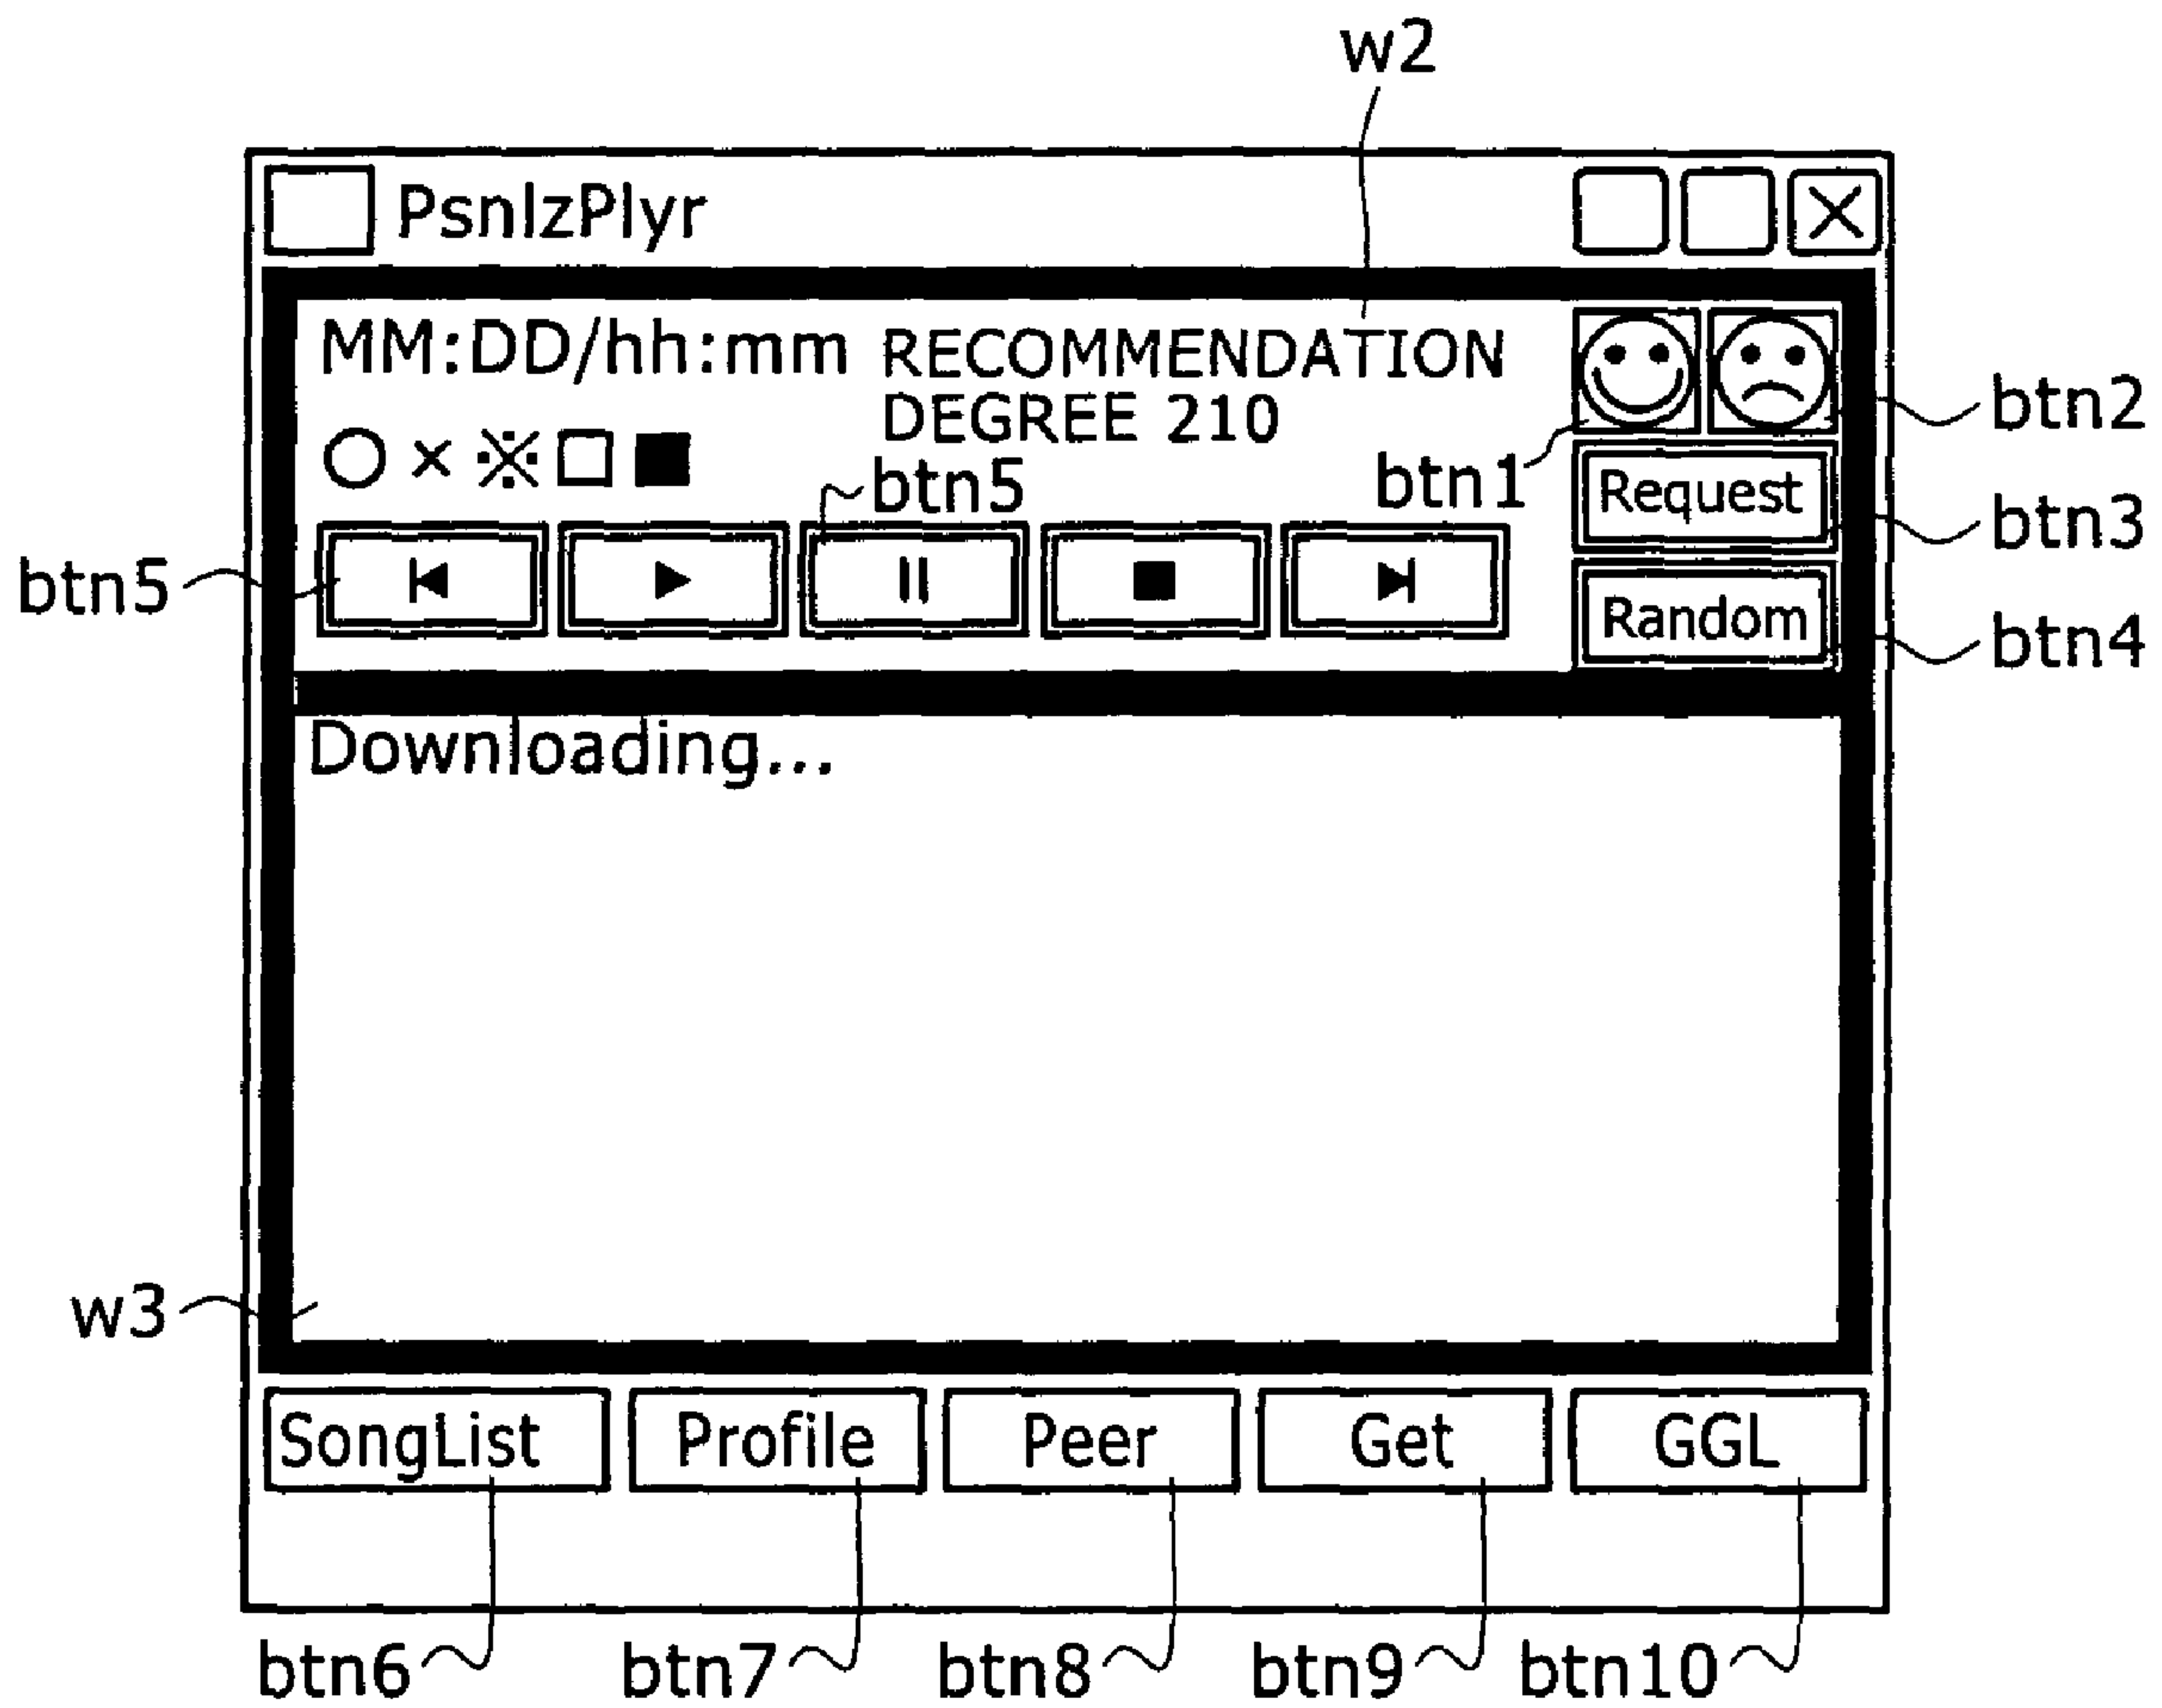 w2
PsnlzPlyr
MM:DD/hh:mm
RECOMMENDATION
DEGREE 210
○×※□■
btn5
btn1
btn2
Request
btn3
btn5
Random
btn4
Downloading...
w3
SongList
Profile
Peer
Get
GGL
btn6
btn7
btn8
btn9
btn10